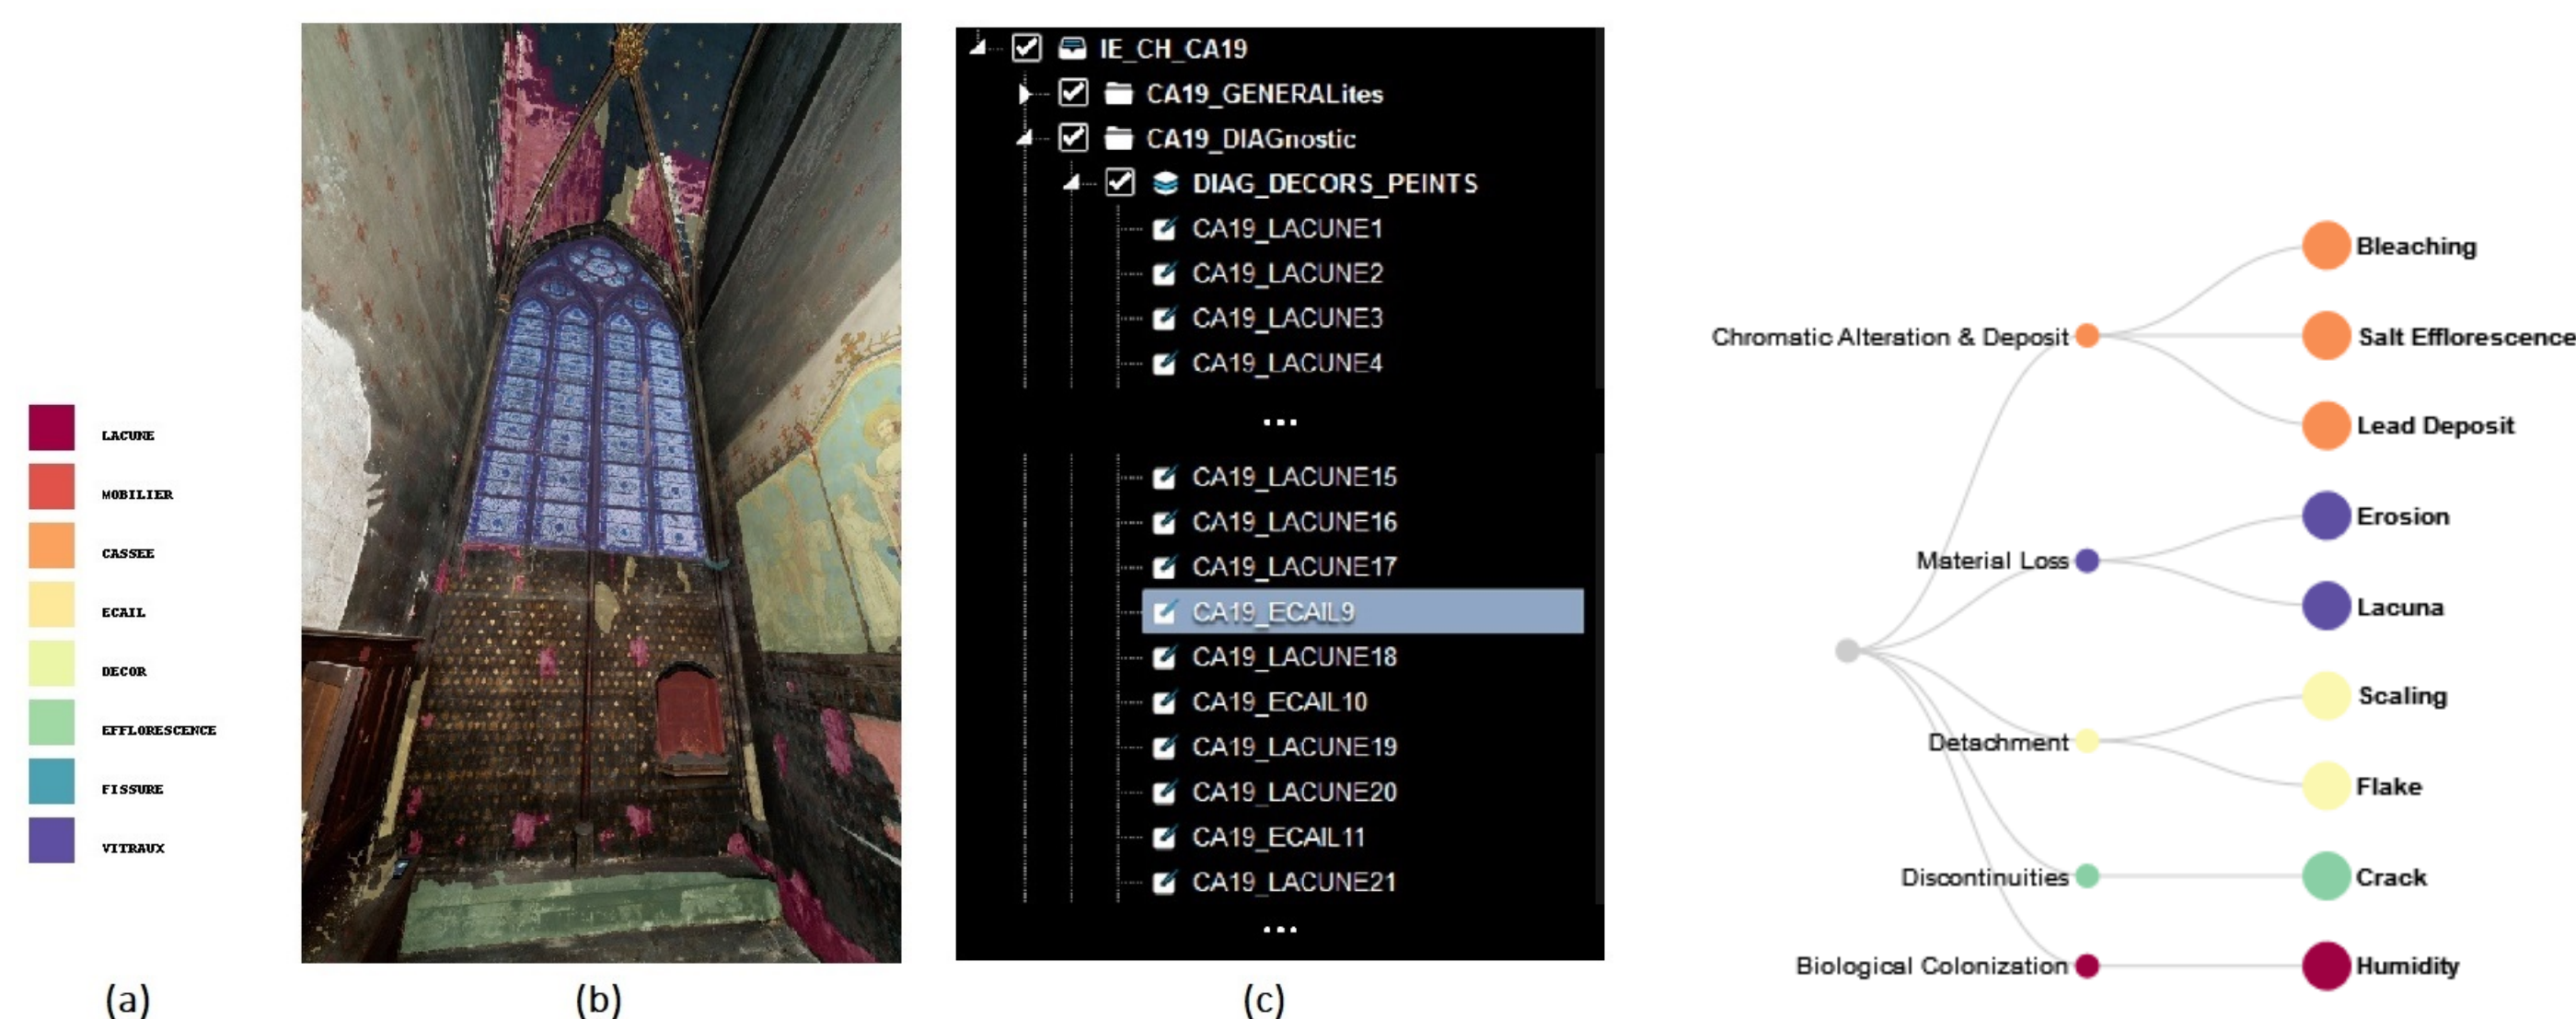 LACUNE
MOBILIER
CASSEE
ECAIL
DECOR
EFFLORESCENCE
FISSURE
VITRAUX
(a)
(b)
IE_CH_CA19
CA19_GENERALites
CA19_DIAGnostic
DIAG_DECORS_PEINTS
CA19_LACUNE1
CA19_LACUNE2
CA19_LACUNE3
CA19_LACUNE4
...
CA19_LACUNE15
CA19_LACUNE16
CA19_LACUNE17
CA19_ECAIL9
CA19_LACUNE18
CA19_ECAIL10
CA19_LACUNE19
CA19_LACUNE20
CA19_ECAIL11
CA19_LACUNE21
...
(c)
Chromatic Alteration & Deposit
Bleaching
Salt Efflorescence
Lead Deposit
Material Loss
Erosion
Lacuna
Detachment
Scaling
Flake
Discontinuities
Crack
Biological Colonization
Humidity